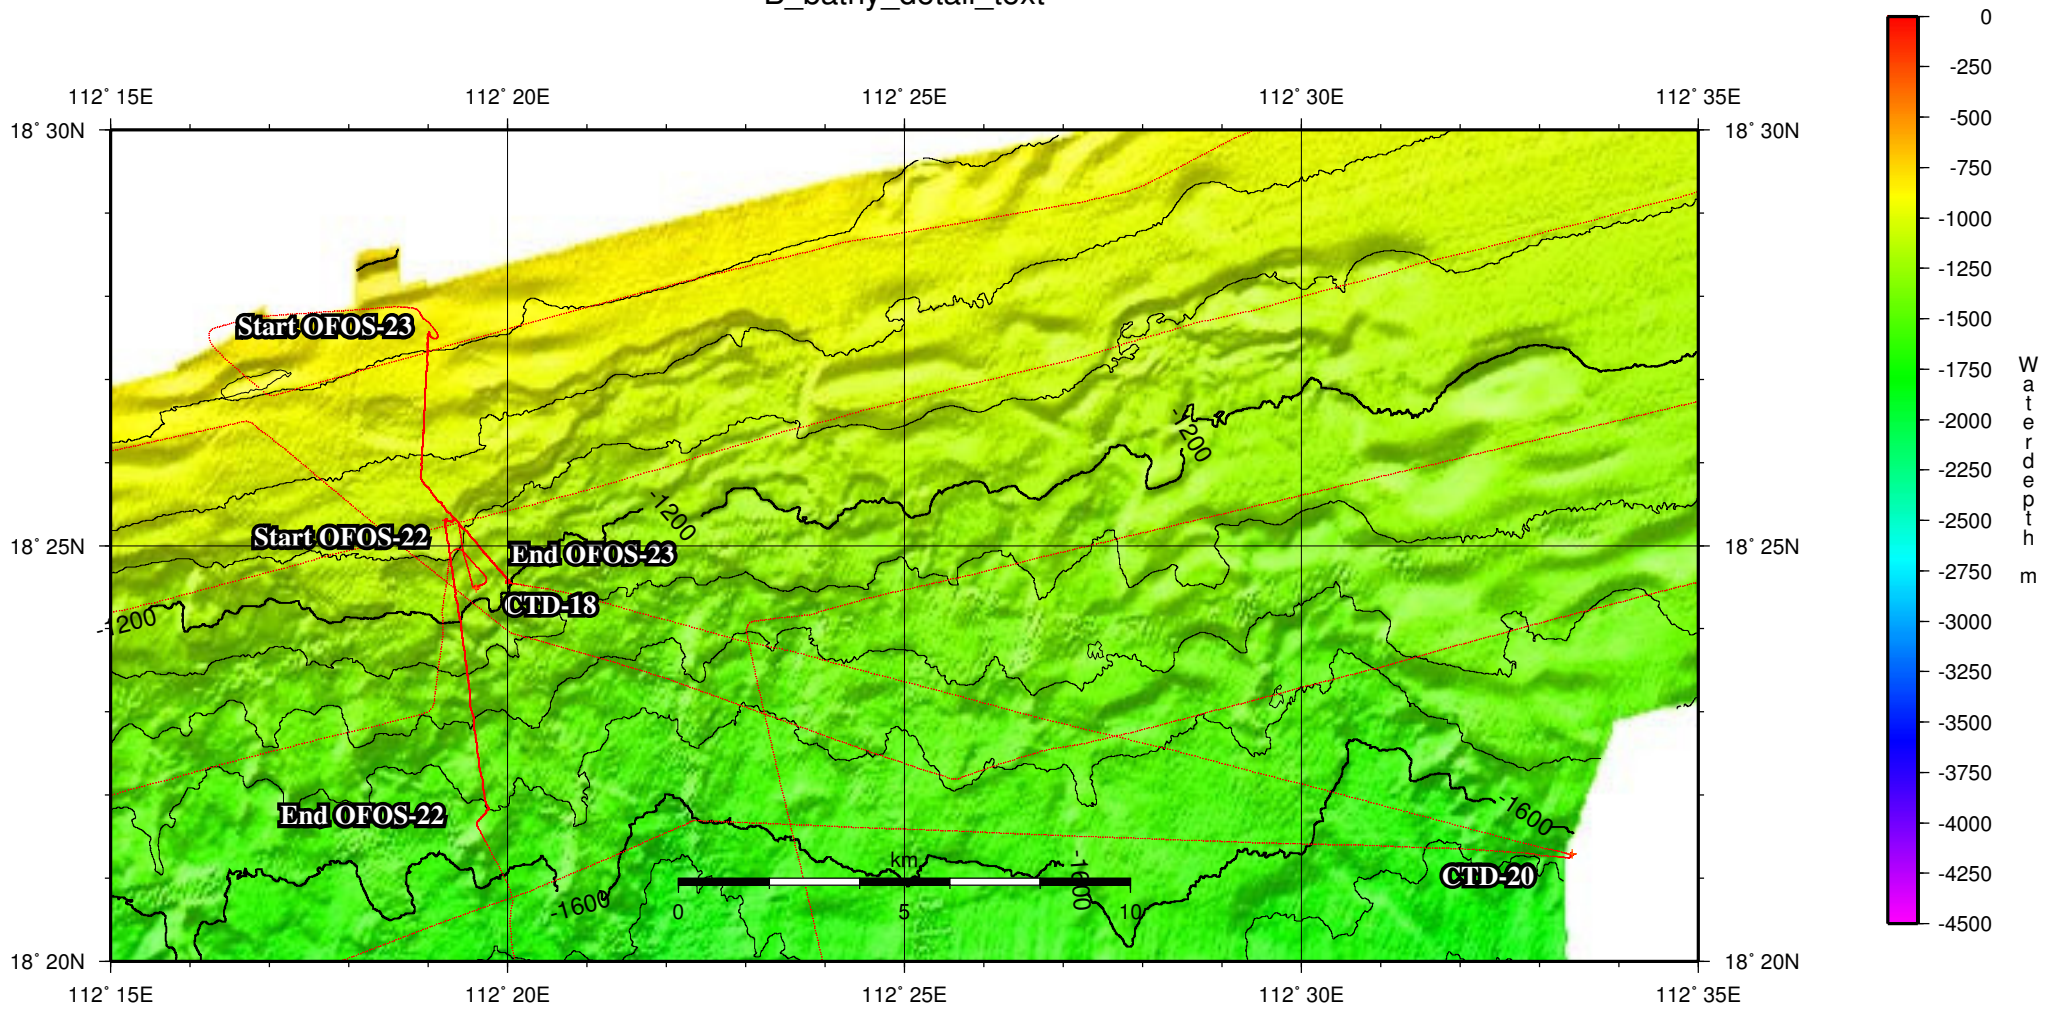 B_bathy_detail_text
112° 15E 112° 20E 112° 25E 112° 30E 112° 35E
18° 30N 18° 30N
Start OFOS-23
-1200
-1200
Start OFOS-22
18° 25N 18° 25N
End OFOS-23
CTD-18
-1200
End OFOS-22
-1600
km
CTD-20
-1600
-1600
0 5 10
18° 20N 18° 20N
112° 15E 112° 20E 112° 25E 112° 30E 112° 35E
0
-250
-500
-750
-1000
-1250
-1500
-1750
-2000
-2250
-2500
-2750
-3000
-3250
-3500
-3750
-4000
-4250
-4500
Waterdepth m